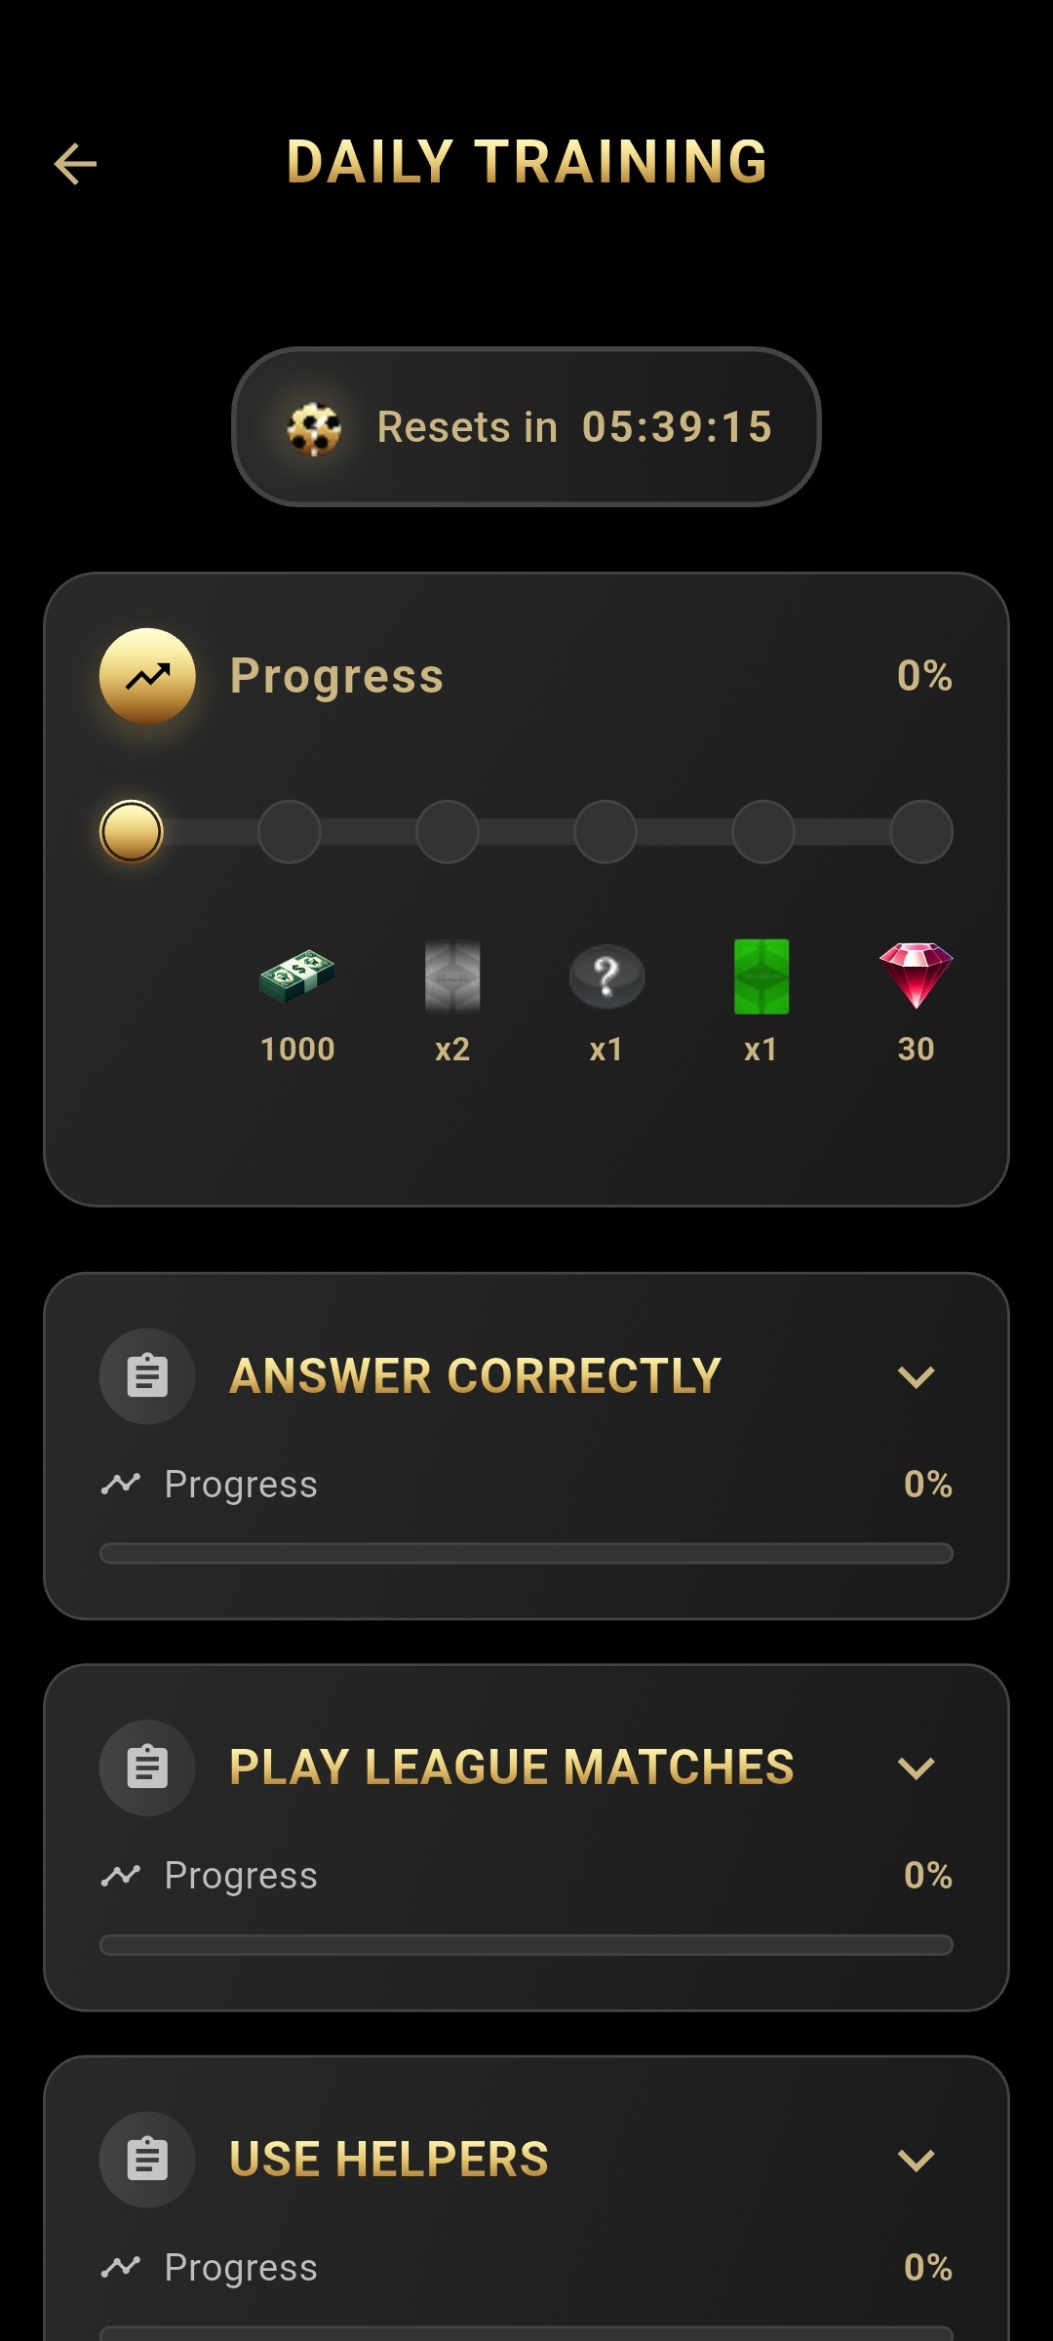 DAILY TRAINING
Resets in 05:39:15
Progress 0%
1000 x2 x1 x1 30
ANSWER CORRECTLY
Progress 0%
PLAY LEAGUE MATCHES
Progress 0%
USE HELPERS
Progress 0%